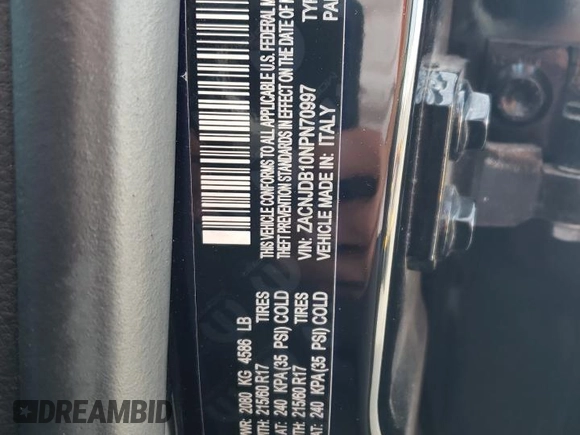 THIS VEHICLE CONFORMS TO ALL APPLICABLE U.S. FEDERAL
THEFT PREVENTION STANDARDS IN EFFECT ON THE DATE OF
VIN: ZACNJDB10NPN70997
VEHICLE MADE IN: ITALY
2080 KG 4586 LB
215/60 R17 TIRES
AT: 240 KPA(35 PSI) COLD
215/60 R17 TIRES
AT: 240 KPA(35 PSI) COLD
DREAMBID